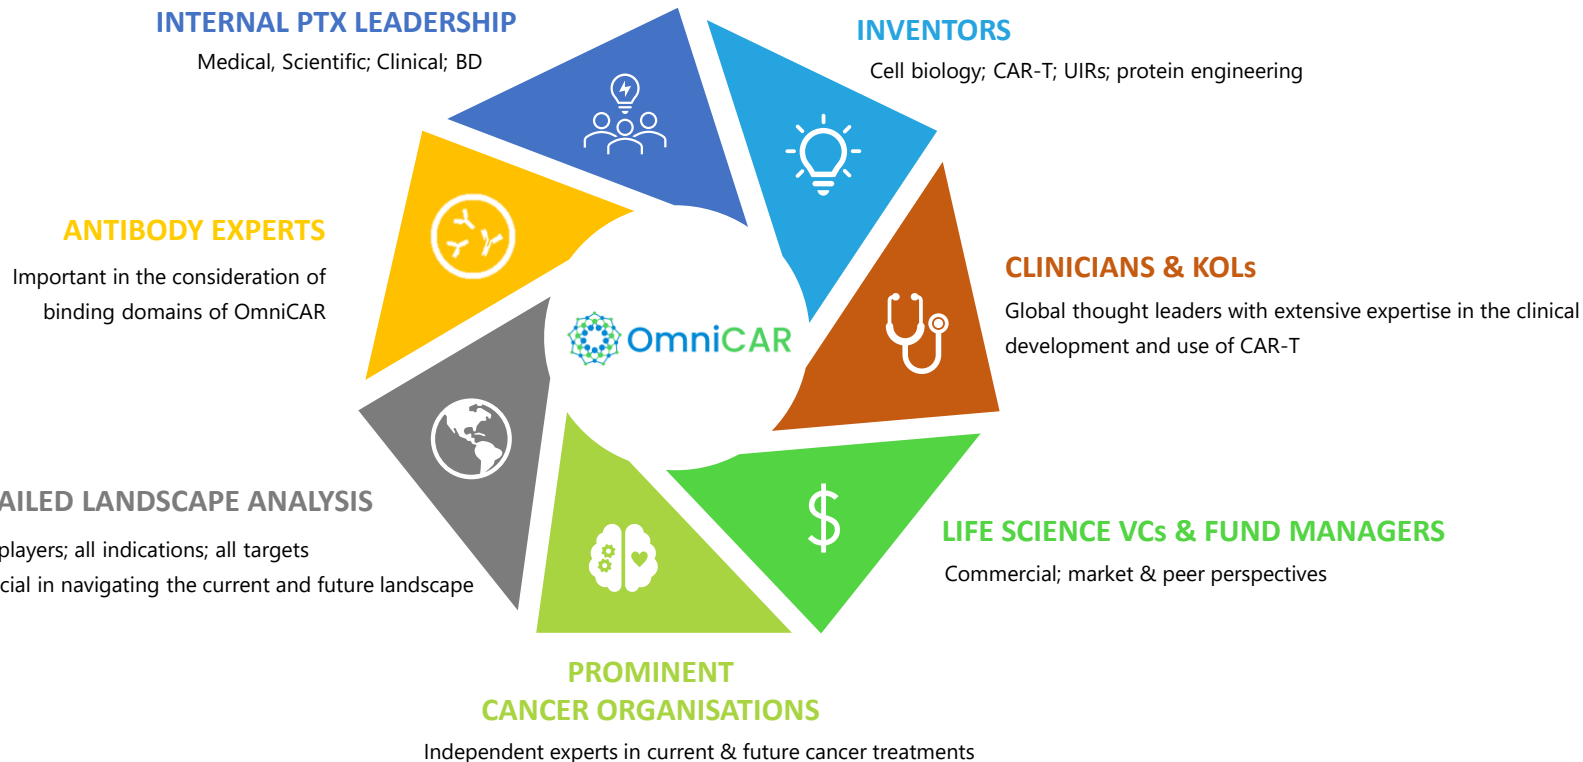 INTERNAL PTX LEADERSHIP
Medical, Scientific; Clinical; BD
INVENTORS
Cell biology; CAR-T; UIRs; protein engineering
ANTIBODY EXPERTS
Important in the consideration of
binding domains of OmniCAR
CLINICIANS & KOLs
Global thought leaders with extensive expertise in the clinical
development and use of CAR-T
OmniCAR
LANDSCAPE ANALYSIS
players; all indications; all targets
in navigating the current and future landscape
$
LIFE SCIENCE VCs & FUND MANAGERS
Commercial; market & peer perspectives
PROMINENT
CANCER ORGANISATIONS
Independent experts in current & future cancer treatments